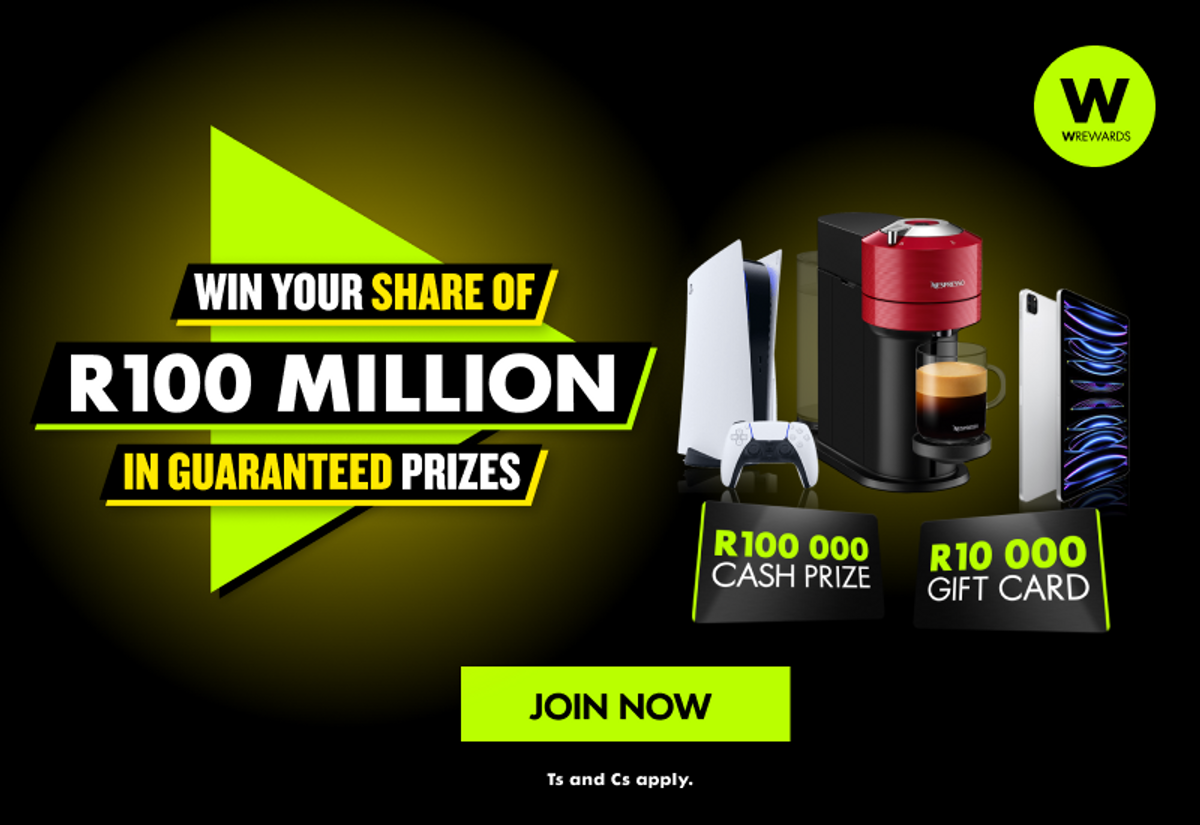 W
WREWARDS
WIN YOUR SHARE OF
R100 MILLION
IN GUARANTEED PRIZES
NESPRESSO
NESPRESSO
R100 000
CASH PRIZE
R10 000
GIFT CARD
JOIN NOW
Ts and Cs apply.